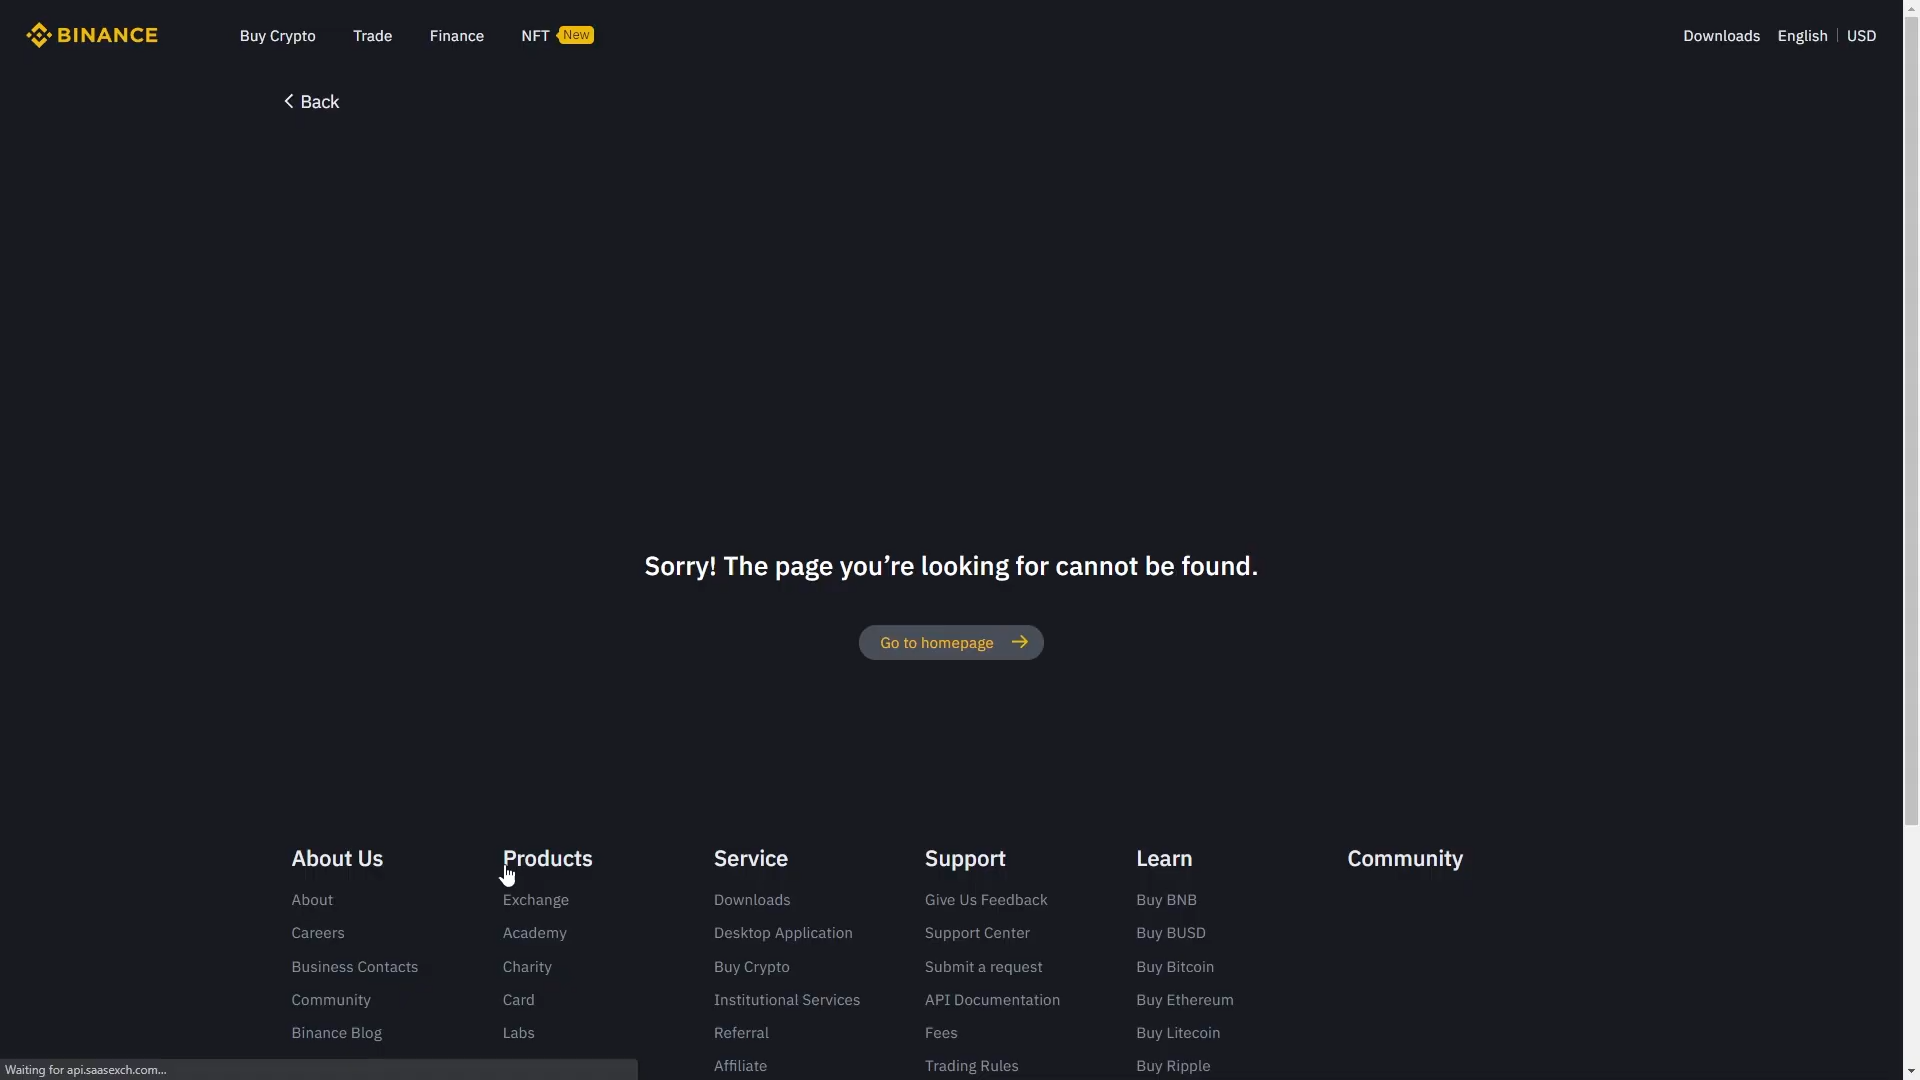 BINANCE
Buy Crypto Trade Finance NFT New Downloads English USD
Back
Sorry! The page you’re looking for cannot be found.
Go to homepage
About Us Products Service Support Learn Community
About Exchange Downloads Give Us Feedback Buy BNB
Careers Academy Desktop Application Support Center Buy BUSD
Business Contacts Charity Buy Crypto Submit a request Buy Bitcoin
Community Card Institutional Services API Documentation Buy Ethereum
Binance Blog Labs Referral Fees Buy Litecoin
Affiliate Trading Rules Buy Ripple
Waiting for api.saasexch.com...